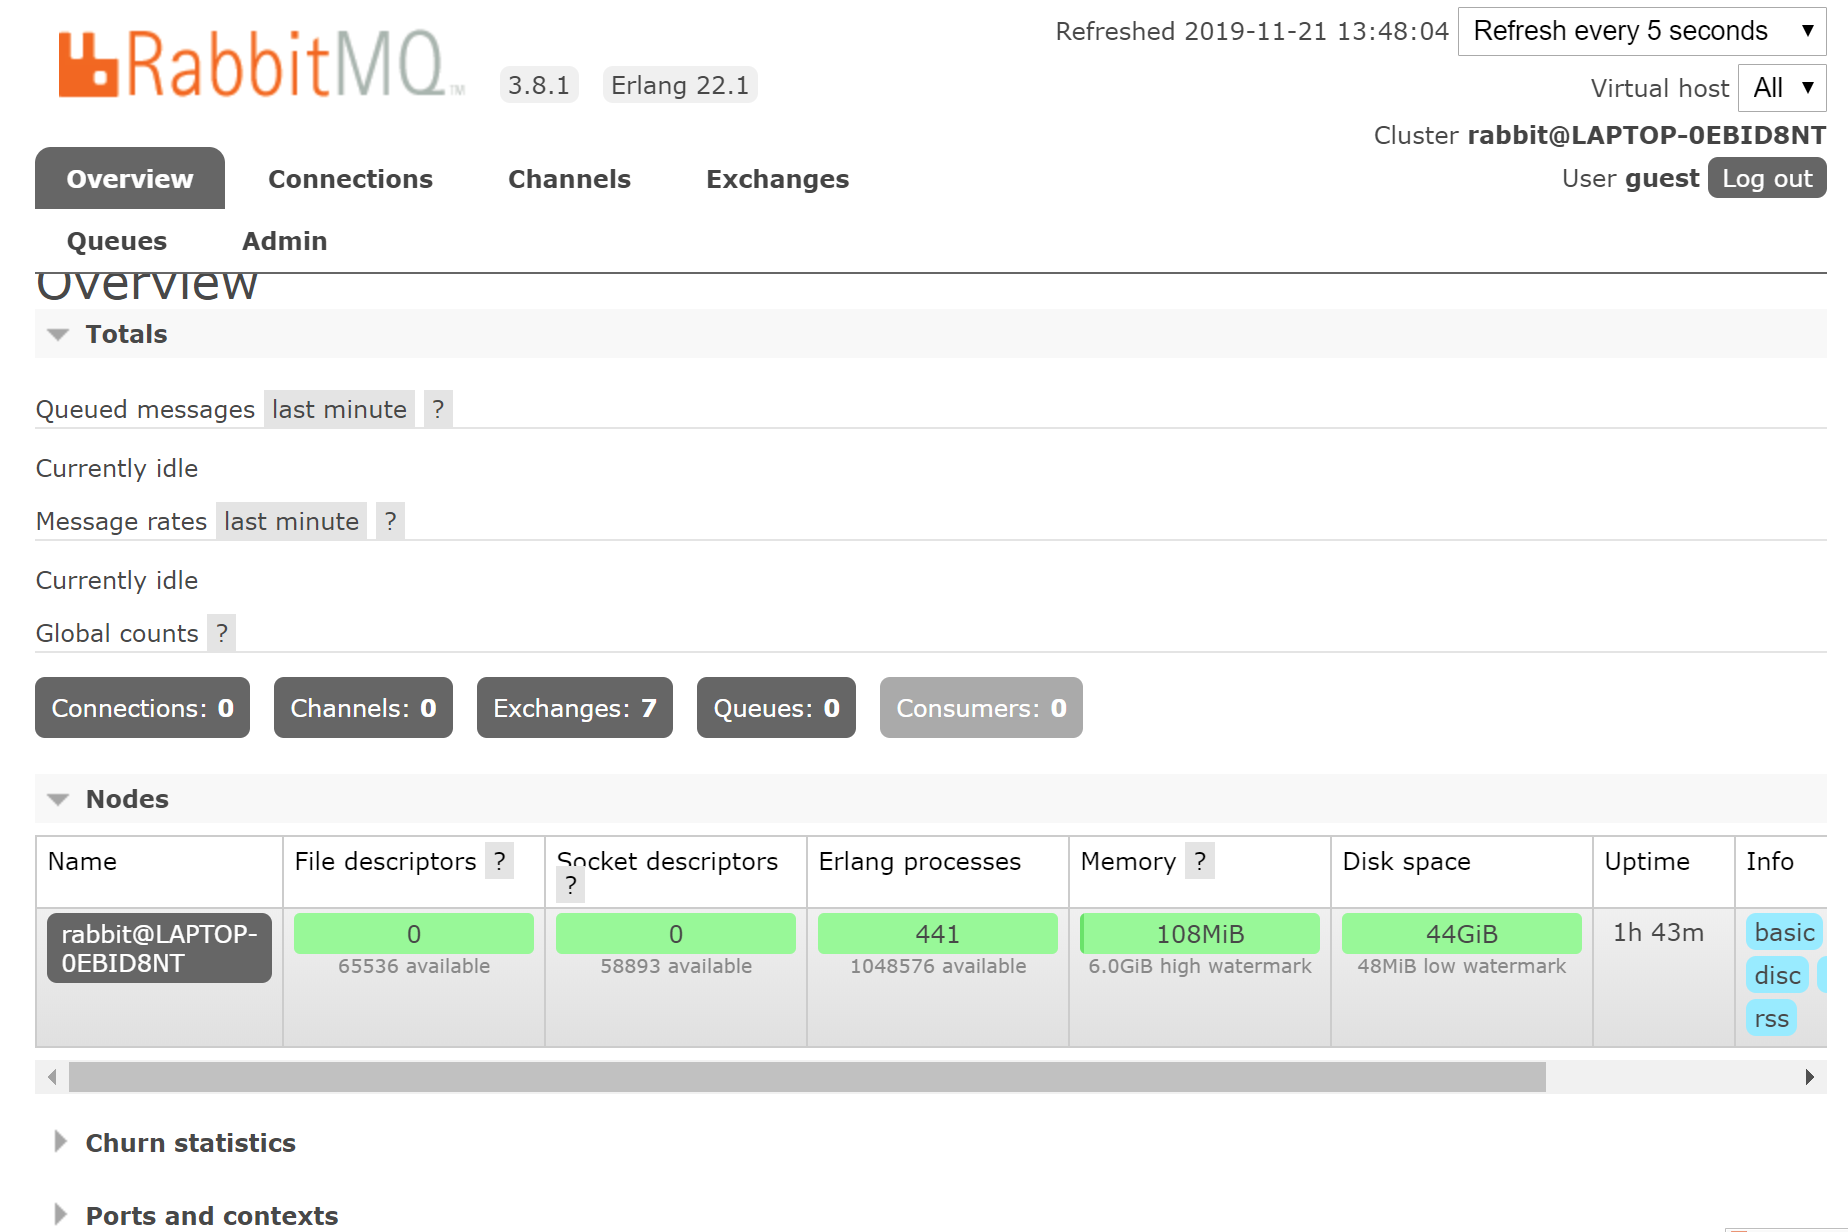 RabbitMQ™ 3.8.1 Erlang 22.1
Refreshed 2019-11-21 13:48:04 Refresh every 5 seconds
Virtual host All
Cluster rabbit@LAPTOP-0EBID8NT
User guest Log out
Overview Connections Channels Exchanges
Queues Admin
Overview
Totals
Queued messages last minute ?
Currently idle
Message rates last minute ?
Currently idle
Global counts ?
Connections: 0 Channels: 0 Exchanges: 7 Queues: 0 Consumers: 0
Nodes
Name File descriptors ? Socket descriptors ? Erlang processes Memory ? Disk space Uptime Info
rabbit@LAPTOP-0EBID8NT 0 0 441 108MiB 44GiB 1h 43m basic
65536 available 58893 available 1048576 available 6.0GiB high watermark 48MiB low watermark disc
rss
Churn statistics
Ports and contexts